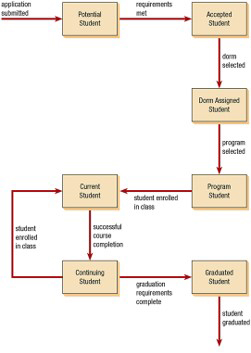 application
submitted
Potential
Student
requirements
met
Accepted
Student
dorm
selected
Dorm Assigned
Student
program
selected
Current
Student
student enrolled
in class
Program
Student
student
enrolled
in class
successful
course
completion
Continuing
Student
graduation
requirements
complete
Graduated
Student
student
graduated